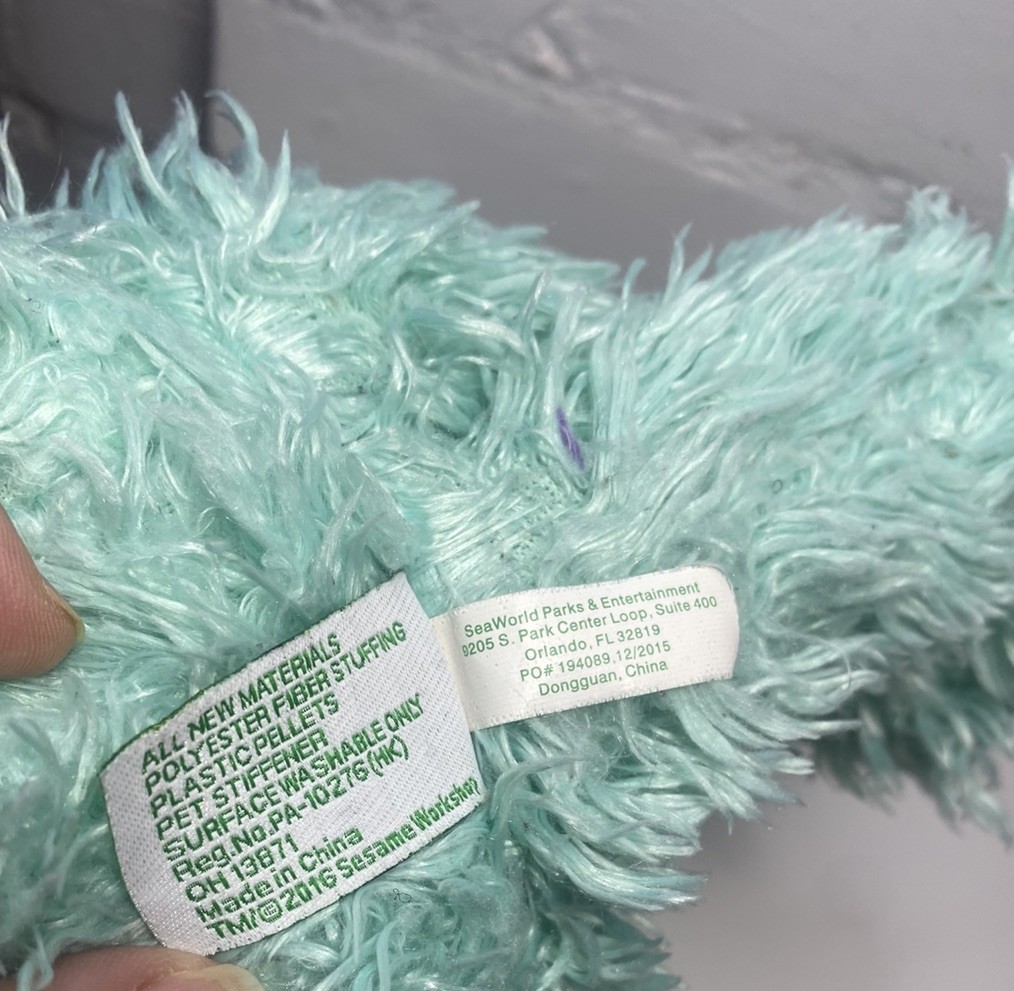 ALL NEW MATERIALS
POLYESTER FIBER STUFFING
PLASTIC PELLETS
PET STIFFENER
SURFACE WASHABLE ONLY
Reg.No.PA-10276(HK)
OH 13871
Made in China
TM/©2016 Sesame Workshop
SeaWorld Parks & Entertainment
9205 S. Park Center Loop, Suite 400
Orlando, FL 32819
PO# 194089.12/2015
Dongguan, China